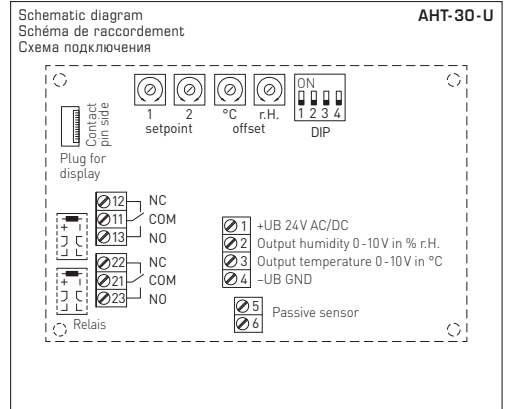 Schematic diagram
AHT-30-U
Schéma de raccordement
Схема подключения
Contact
pin side
Plug for
display
1 2
setpoint
°C r.H.
offset
ON
1 2 3 4
DIP
12 NC
11 COM
13 NO
22 NC
21 COM
23 NO
+ -
+ -
Relais
1 +UB 24V AC/DC
2 Output humidity 0-10V in % r.H.
3 Output temperature 0-10V in °C
4 –UB GND
5
6
Passive sensor